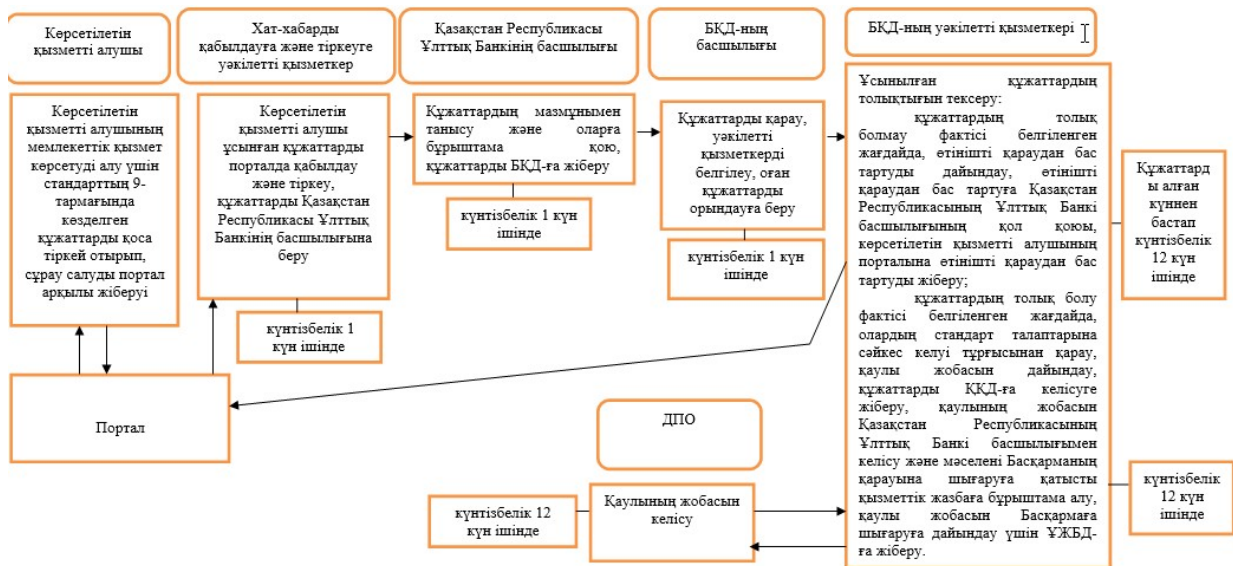 Көрсетілетін
қызметті алушы
Хат-хабарды
қабылдауға және тіркеуге
уәкілетті қызметкер
Қазақстан Республикасы
Ұлттық Банкінің басшылығы
БҚД-ның
басшылығы
БҚД-ның уәкілетті қызметкері
Көрсетілетін
қызметті алушының
мемлекеттік қызмет
көрсетуді алу үшін
стандарттың 9-
тармағында
көзделген
құжаттарды қоса
тіркей отырып,
сұрау салуды портал
арқылы жіберуі
Көрсетілетін
қызметті алушы
ұсынған құжаттарды
порталда қабылдау
және тіркеу,
құжаттарды Қазақстан
Республикасы Ұлттық
Банкінің басшылығына
беру
күнтізбелік 1
күн ішінде
Құжаттардың мазмұнымен
танысу және оларға
бұрыштама қою,
құжаттарды БҚД-ға жіберу
күнтізбелік 1 күн
ішінде
Құжаттарды қарау,
уәкілетті
қызметкерді
белгілеу, оған
құжаттарды
орындауға беру
күнтізбелік 1 күн
ішінде
Ұсынылған құжаттардың
толықтығын тексеру:
құжаттардың толық
болмау фактісі белгіленген
жағдайда, өтінішті қараудан бас
тартуды дайындау, өтінішті
қараудан бас тартуға Қазақстан
Республикасының Ұлттық Банкі
басшылығының қол қоюы,
көрсетілетін қызметті алушының
порталына өтінішті қараудан бас
тартуды жіберу;
құжаттардың толық болу
фактісі белгіленген жағдайда,
олардың стандарт талаптарына
сәйкес келуі тұрғысынан қарау,
қаулы жобасын дайындау,
құжаттарды ҚҚД-ға келісуге
жіберу, қаулының жобасын
Қазақстан Республикасының
Ұлттық Банкі басшылығымен
келісу және мәселені Басқарманың
қарауына шығаруға қатысты
қызметтік жазбаға бұрыштама алу,
қаулы жобасын Басқармаға
шығаруға дайындау үшін ҰЖБД-
ға жіберу.
Құжаттард
ы алған
күннен
бастап
күнтізбелік
12 күн
ішінде
күнтізбелік
12 күн
ішінде
Портал
ДПО
күнтізбелік 12
күн ішінде
Қаулының жобасын
келісу